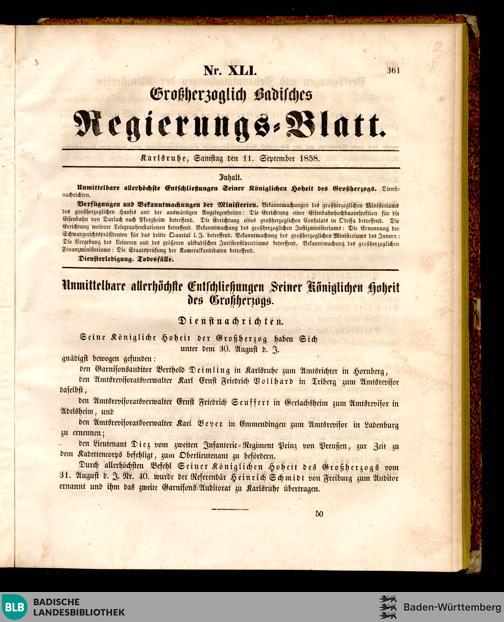 Nr. XLI.
361
Großherzoglich Badisches
Regierungs-Blatt.
Karlsruhe, Samstag den 11. September 1858.
Inhalt.
Unmittelbare allerhöchste Entschließungen Seiner Königlichen Hoheit des Großherzogs. Dienst-
nachrichten.
Verfügungen und Bekanntmachungen der Ministerien. Bekanntmachungen des großherzoglichen Ministeriums
des großherzoglichen Hauses und der auswärtigen Angelegenheiten: Die Errichtung einer Eisenbahnhochbauinspektion für die
Eisenbahn von Durlach nach Pforzheim betreffend. Die Errichtung eines großherzoglichen Consulats in Odessa betreffend. Die
Errichtung weiterer Telegraphenstationen betreffend. Bekanntmachung des großherzoglichen Justizministeriums: Die Ernennung der
Schwurgerichtspräsidenten für das dritte Quartal l. J. betreffend. Bekanntmachung des großherzoglichen Ministeriums des Innern:
Die Vergebung des kleineren und des größeren albadischen Juristenstipendiums betreffend. Bekanntmachung des großherzoglichen
Finanzministeriums: Die Staatsprüfung der Kameralkandidaten betreffend.
Diensterledigung. Todesfälle.
Unmittelbare allerhöchste Entschließungen Seiner Königlichen Hoheit
des Großherzogs.
Dienstnachrichten.
Seine Königliche Hoheit der Großherzog haben Sich
unter dem 30. August d. J.
gnädigst bewogen gefunden:
den Garnisonsauditor Berthold Deimling in Karlsruhe zum Amtsrichter in Hornberg,
den Amtsrevisoratsverwalter Karl Ernst Friedrich Vollhard in Triberg zum Amtsrevisor
daselbst,
den Amtsrevisoratsverwalter Ernst Friedrich Seuffert in Gerlachsheim zum Amtsrevisor in
Adelsheim, und
den Amtsrevisoratsverwalter Karl Beyer in Emmendingen zum Amtsrevisor in Ladenburg
zu ernennen;
den Lieutenant Diez vom zweiten Infanterie-Regiment Prinz von Preußen, zur Zeit zu
dem Kadettencorps befehligt, zum Oberlieutenant zu befördern.
Durch allerhöchsten Befehl Seiner Königlichen Hoheit des Großherzogs vom
31. August d. J. Nr. 40. wurde der Referendär Heinrich Schmidt von Freiburg zum Auditor
ernannt und ihm das zweite Garnisons-Auditorat zu Karlsruhe übertragen.
50
BLB BADISCHE
LANDESBIBLIOTHEK
Baden-Württemberg